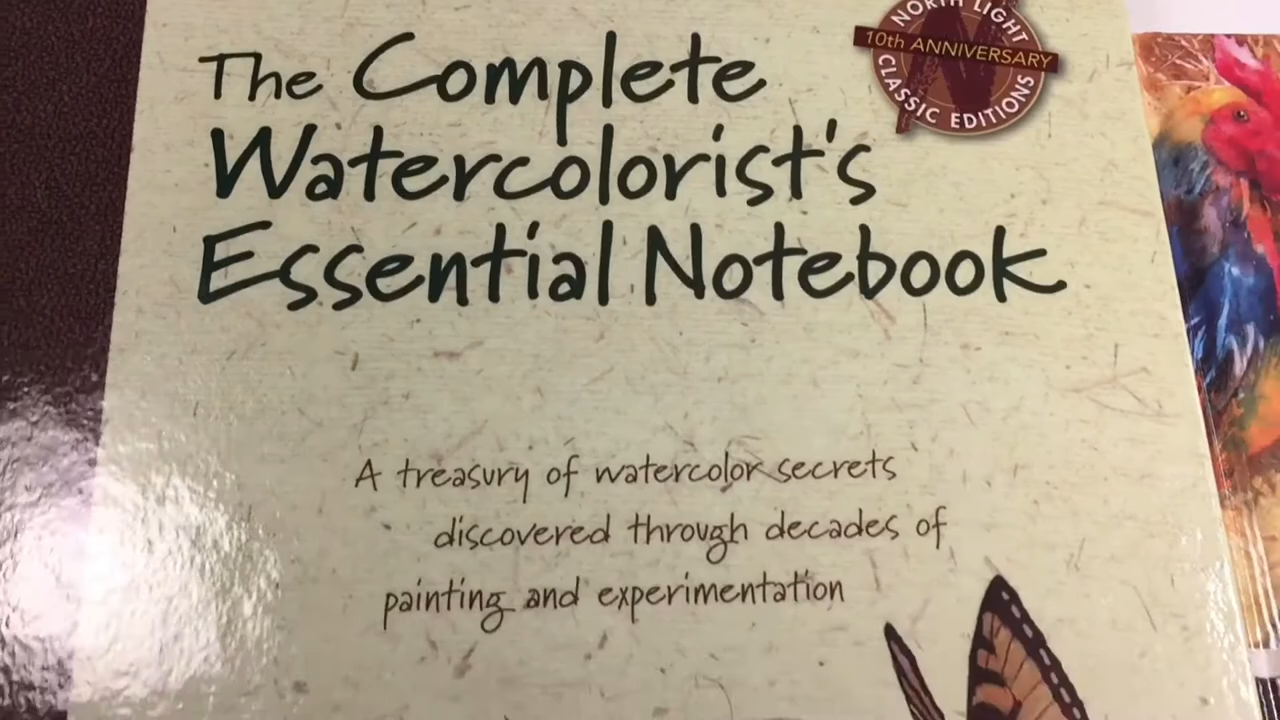 The Complete
Watercolorist's
Essential Notebook
NORTH LIGHT
10th ANNIVERSARY
CLASSIC EDITIONS
A treasury of watercolor secrets
discovered through decades of
painting and experimentation